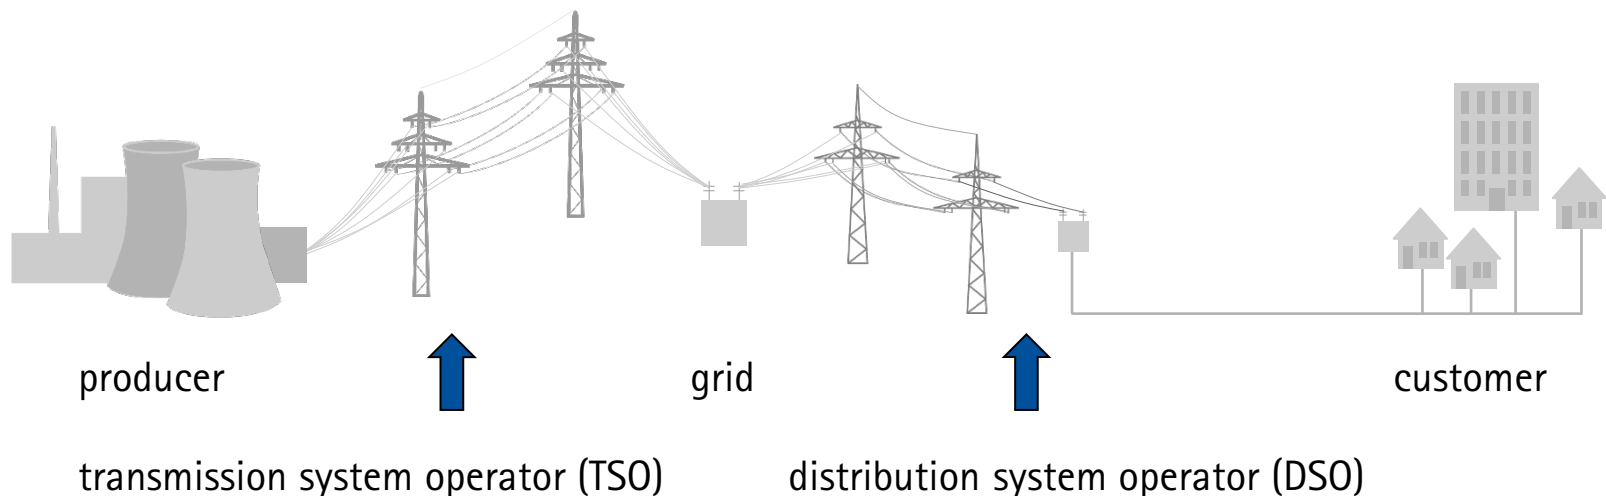 producer grid customer
transmission system operator (TSO) distribution system operator (DSO)